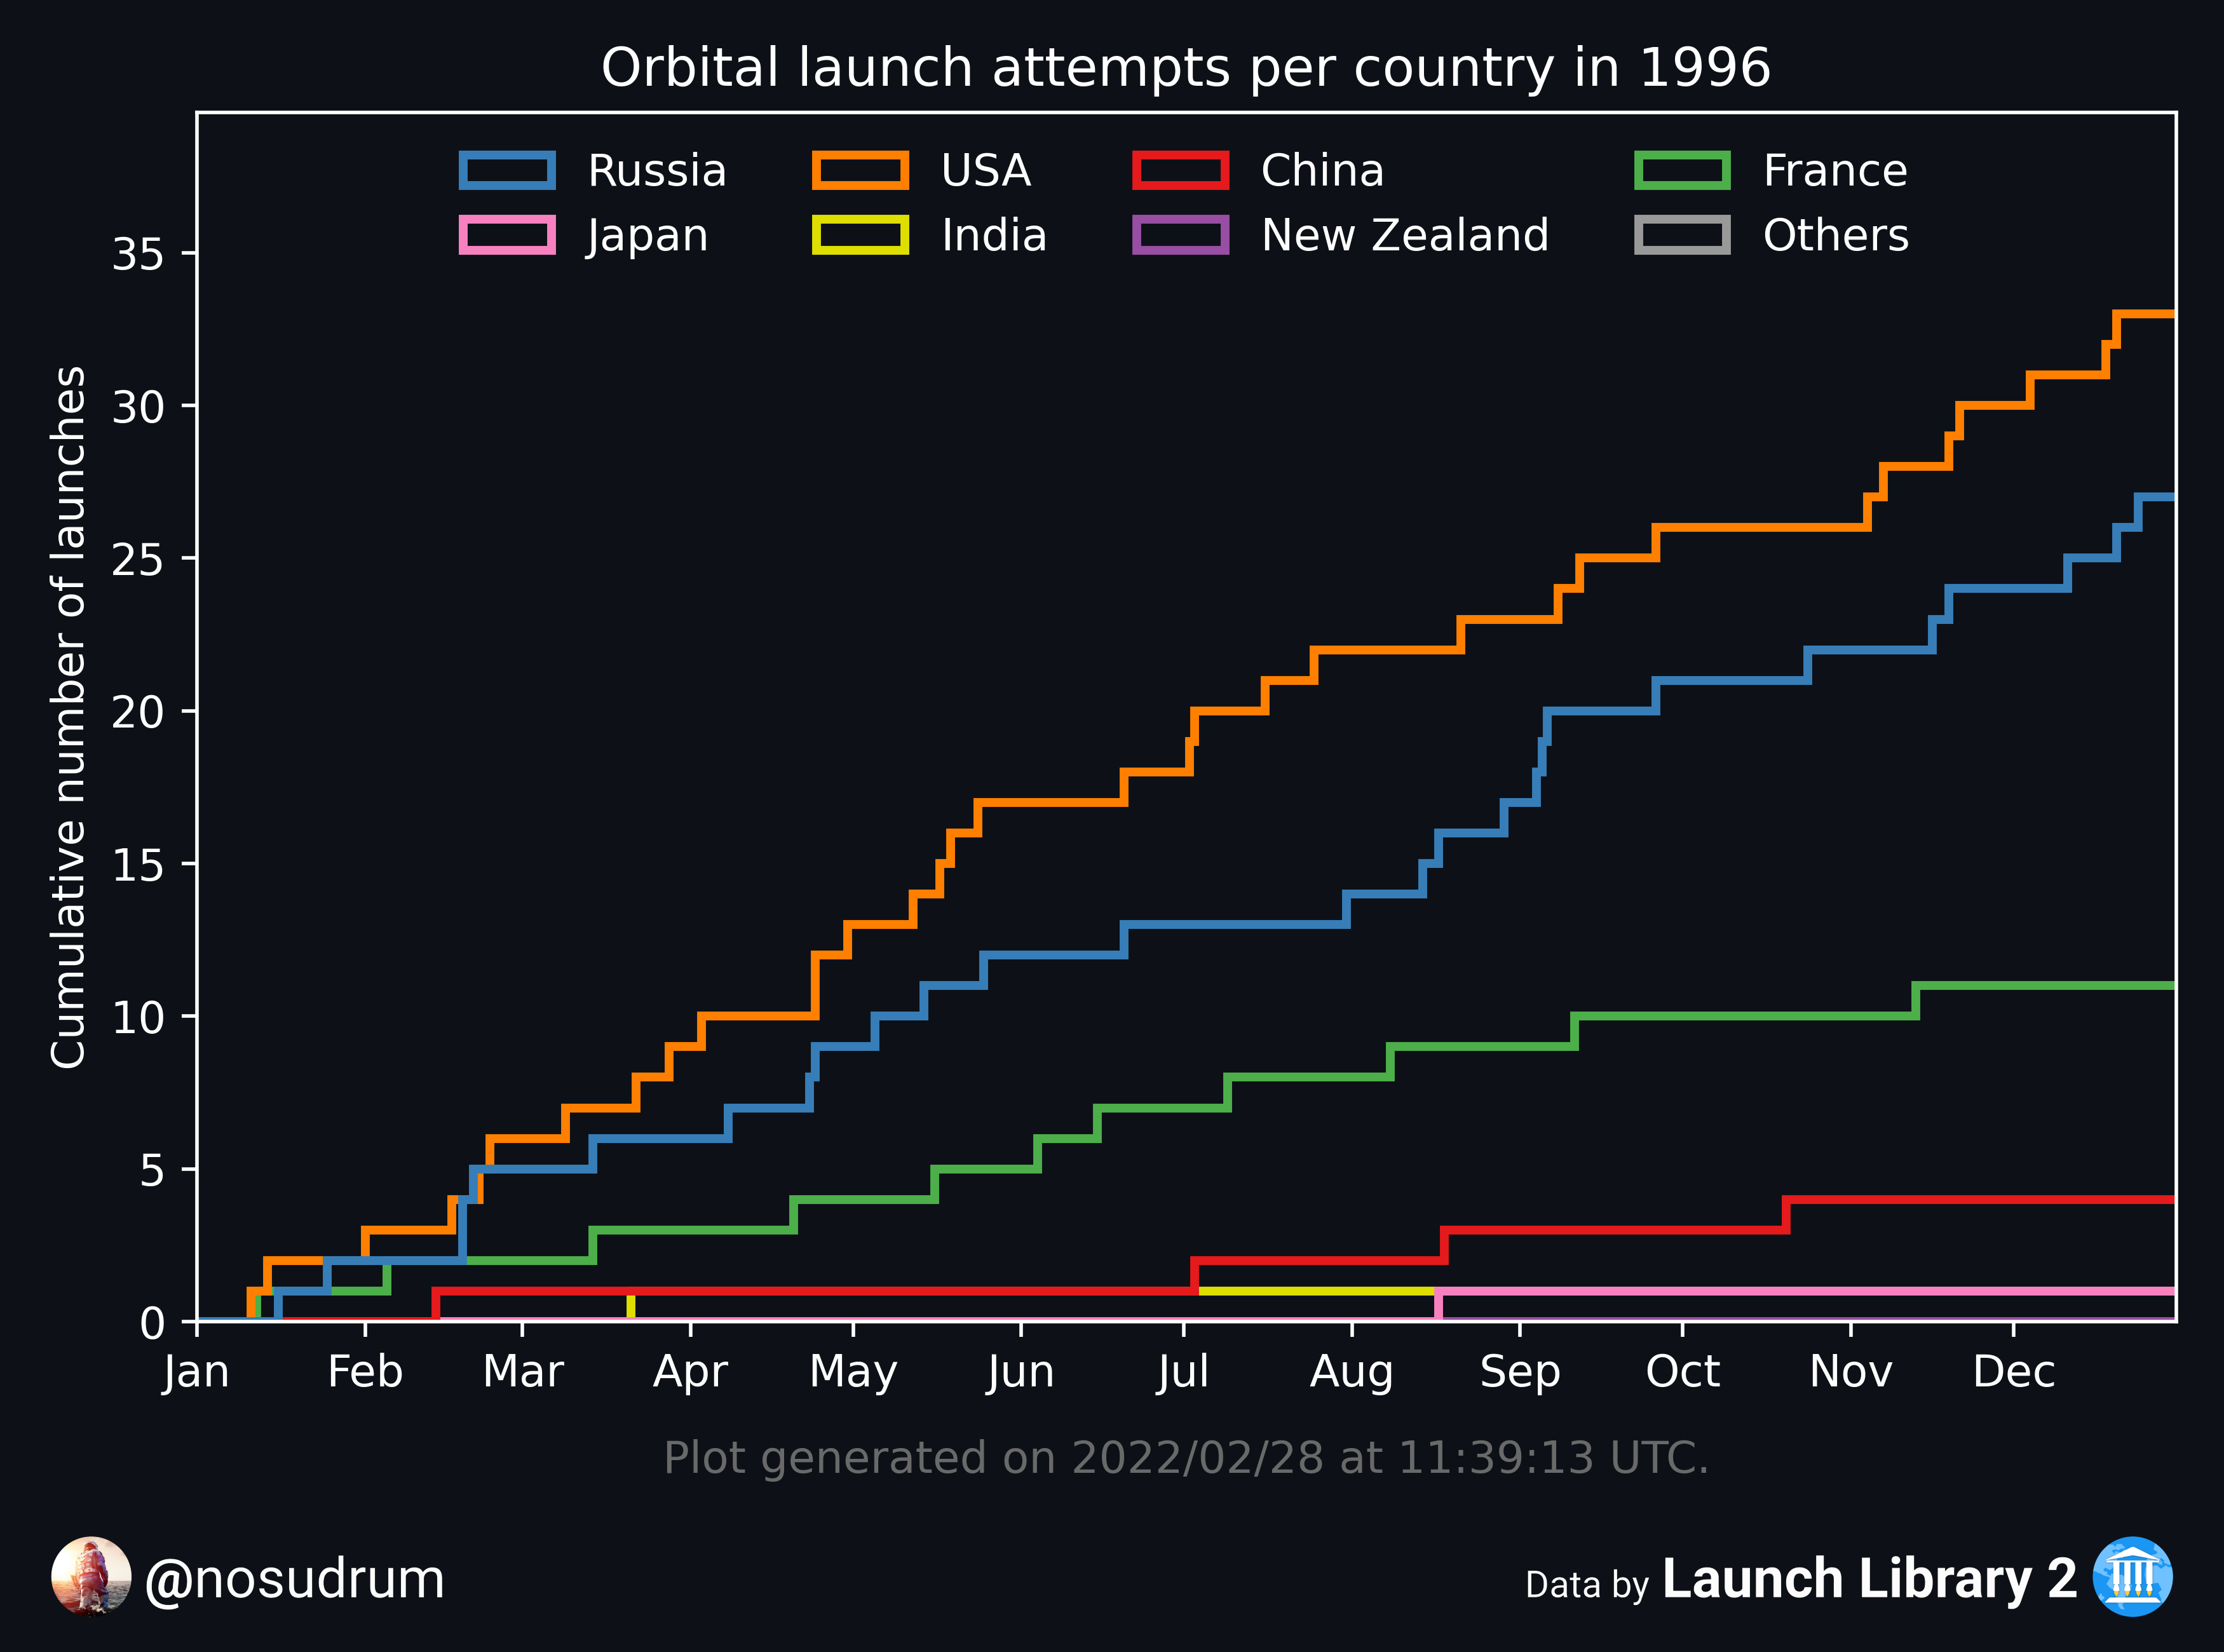 Orbital launch attempts per country in 1996
Russia USA China France
Japan India New Zealand Others
Cumulative number of launches
35
30
25
20
15
10
5
0
Jan Feb Mar Apr May Jun Jul Aug Sep Oct Nov Dec
Plot generated on 2022/02/28 at 11:39:13 UTC.
@nosudrum
Data by Launch Library 2